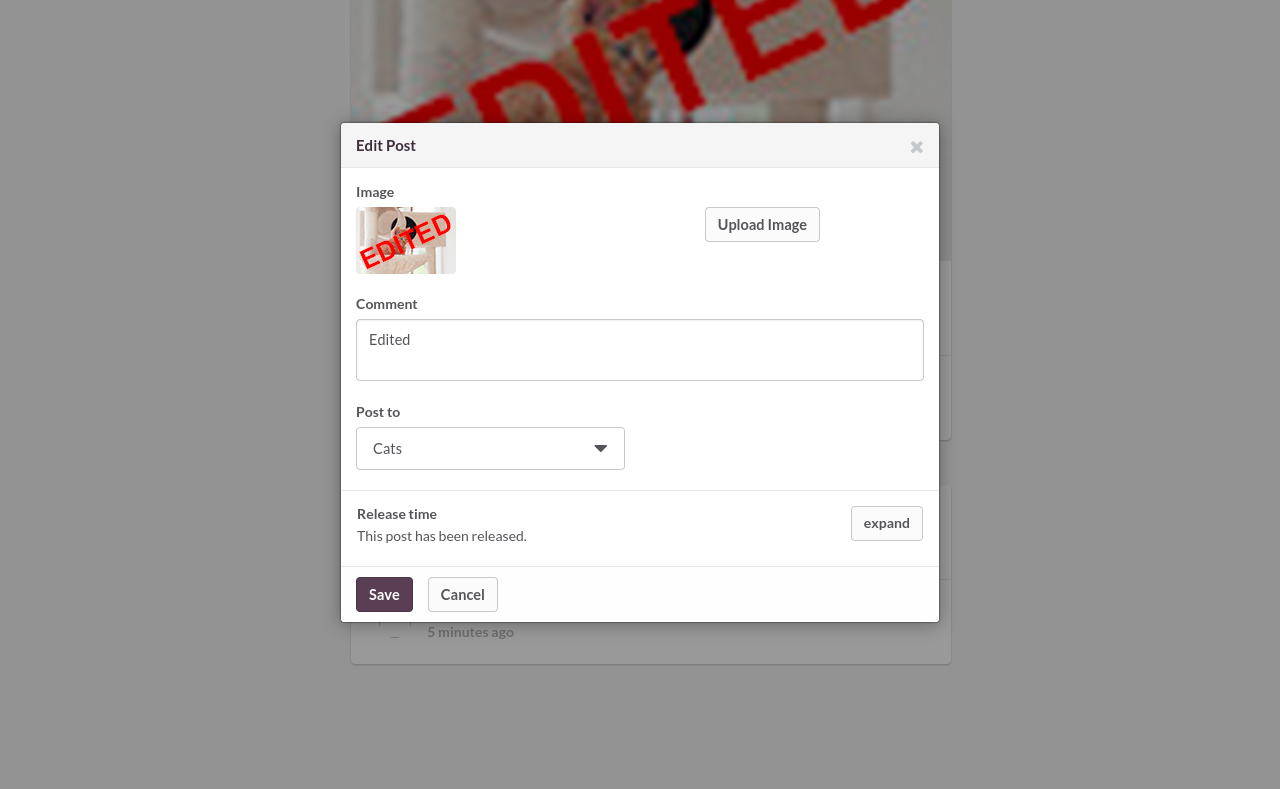 EDITED
Edit Post
Image
EDITED
Upload Image
Comment
Edited
Post to
Cats
Release time
This post has been released.
expand
Save
Cancel
5 minutes ago